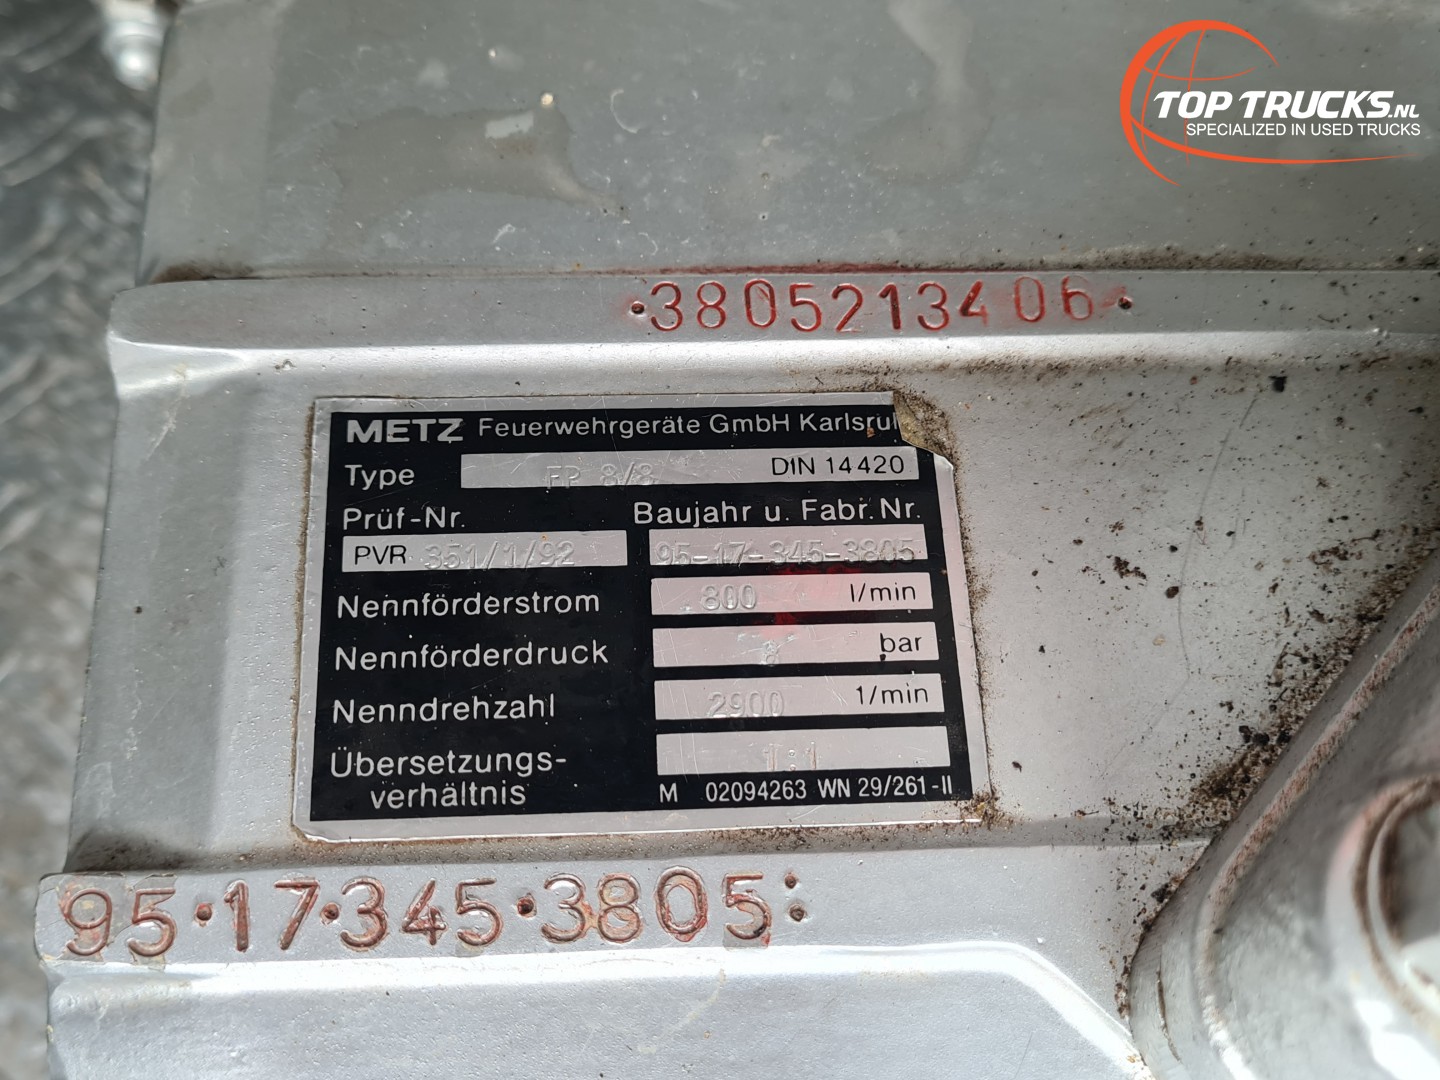 TOP TRUCKS.NL
SPECIALIZED IN USED TRUCKS
·3805213406·
METZ Feuerwehrgeräte GmbH Karlsru
Type FP 8/8 DIN 14420
Prüf-Nr. Baujahr u. Fabr. Nr.
PVR 351/1/92 95-17-345-3805
Nennförderstrom 800 l/min
Nennförderdruck 8 bar
Nenndrehzahl 2900 1/min
Übersetzungs-
verhältnis 1:1
M 02094263 WN 29/261-II
95·17·345·3805: